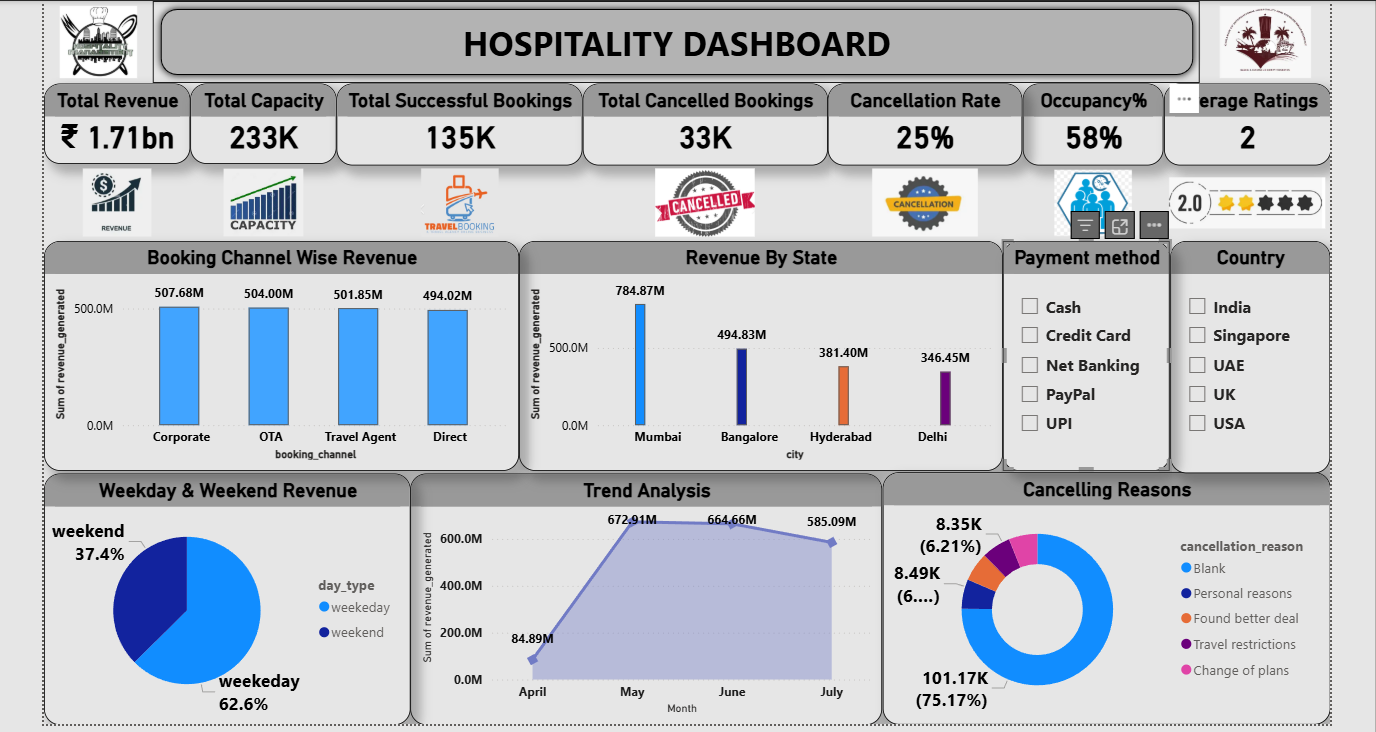 HOSPITALITY DASHBOARD
Total Revenue
₹ 1.71bn
Total Capacity
233K
Total Successful Bookings
135K
Total Cancelled Bookings
33K
Cancellation Rate
25%
Occupancy%
58%
erage Ratings
2
REVENUE
CAPACITY
TRAVELBOOKING
CANCELLED
CANCELLATION
2.0
Booking Channel Wise Revenue
Sum of revenue_generated
500.0M
0.0M
507.68M
504.00M
501.85M
494.02M
Corporate
OTA
Travel Agent
Direct
booking_channel
Revenue By State
Sum of revenue_generated
500.0M
0.0M
784.87M
494.83M
381.40M
346.45M
Mumbai
Bangalore
Hyderabad
Delhi
city
Payment method
Cash
Credit Card
Net Banking
PayPal
UPI
Country
India
Singapore
UAE
UK
USA
Weekday & Weekend Revenue
weekend
37.4%
weekeday
62.6%
day_type
weekeday
weekend
Trend Analysis
Sum of revenue_generated
600.0M
400.0M
200.0M
0.0M
84.89M
672.91M
664.66M
585.09M
April
May
June
July
Month
Cancelling Reasons
8.35K
(6.21%)
8.49K
(6....)
101.17K
(75.17%)
cancellation_reason
Blank
Personal reasons
Found better deal
Travel restrictions
Change of plans